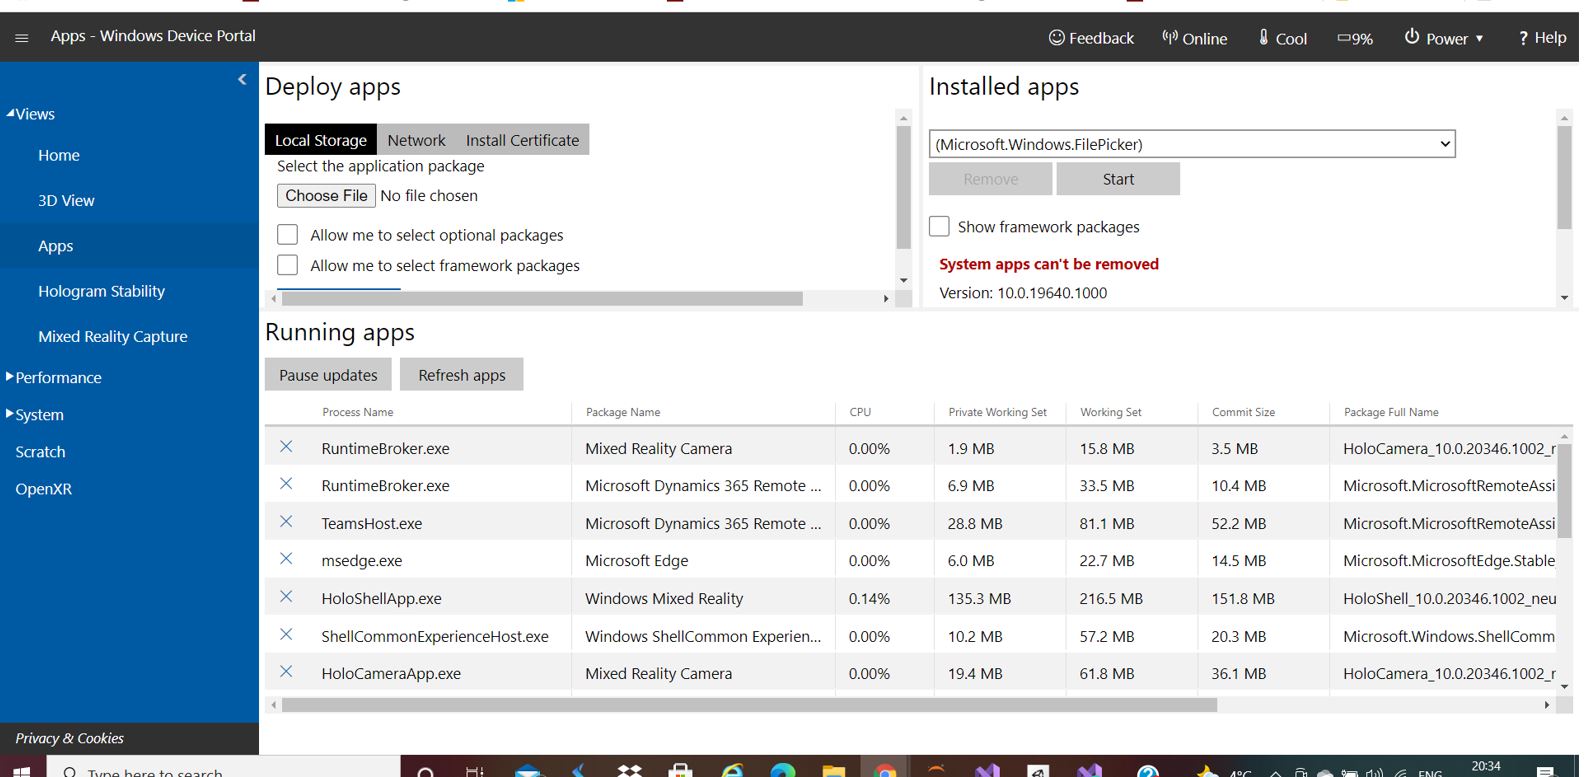 Apps - Windows Device Portal
Feedback
Online
Cool
9%
Power
? Help
Views
Home
3D View
Apps
Hologram Stability
Mixed Reality Capture
Performance
System
Scratch
OpenXR
Privacy & Cookies
Deploy apps
Local Storage Network Install Certificate
Select the application package
Choose File No file chosen
Allow me to select optional packages
Allow me to select framework packages
Installed apps
(Microsoft.Windows.FilePicker)
Remove Start
Show framework packages
System apps can't be removed
Version: 10.0.19640.1000
Running apps
Pause updates Refresh apps
Process Name Package Name CPU Private Working Set Working Set Commit Size Package Full Name
RuntimeBroker.exe Mixed Reality Camera 0.00% 1.9 MB 15.8 MB 3.5 MB HoloCamera_10.0.20346.1002_r
RuntimeBroker.exe Microsoft Dynamics 365 Remote ... 0.00% 6.9 MB 33.5 MB 10.4 MB Microsoft.MicrosoftRemoteAssi
TeamsHost.exe Microsoft Dynamics 365 Remote ... 0.00% 28.8 MB 81.1 MB 52.2 MB Microsoft.MicrosoftRemoteAssi
msedge.exe Microsoft Edge 0.00% 6.0 MB 22.7 MB 14.5 MB Microsoft.MicrosoftEdge.Stable_
HoloShellApp.exe Windows Mixed Reality 0.14% 135.3 MB 216.5 MB 151.8 MB HoloShell_10.0.20346.1002_neu
ShellCommonExperienceHost.exe Windows ShellCommon Experien... 0.00% 10.2 MB 57.2 MB 20.3 MB Microsoft.Windows.ShellComm
HoloCameraApp.exe Mixed Reality Camera 0.00% 19.4 MB 61.8 MB 36.1 MB HoloCamera_10.0.20346.1002_r
Type here to search
4°C
ENG
20:34